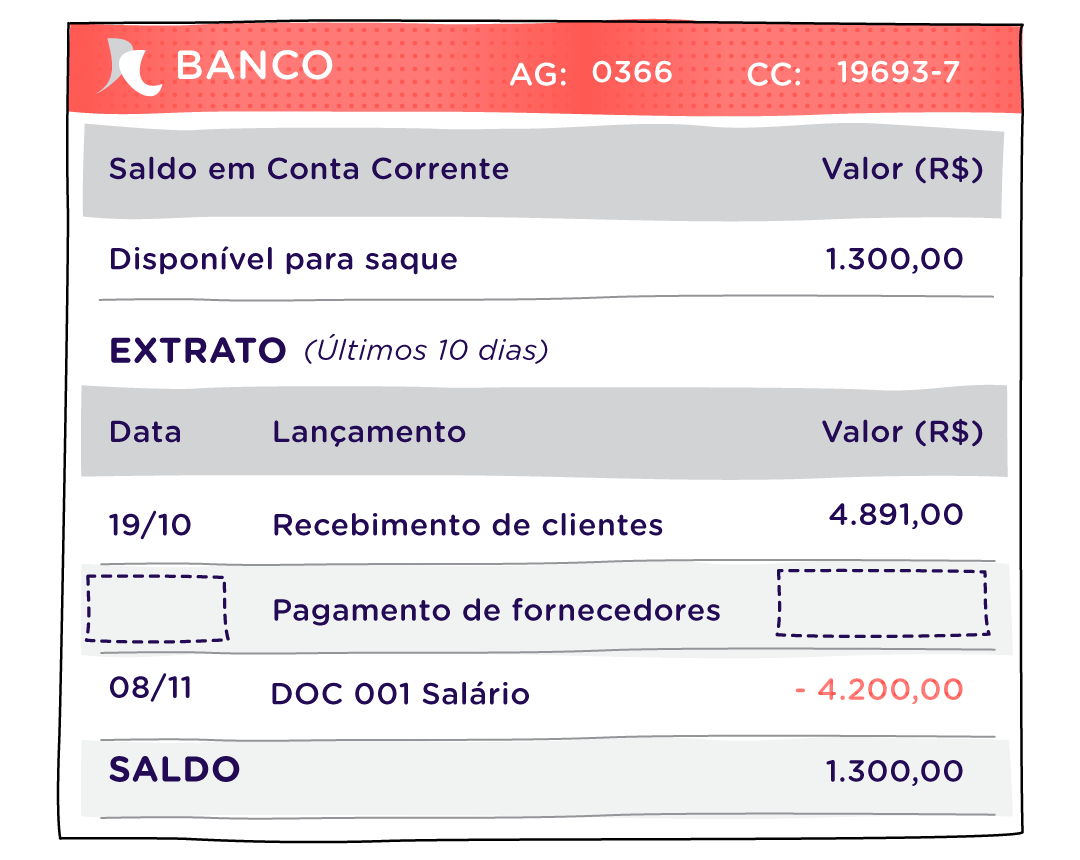 BANCO AG: 0366 CC: 19693-7
Saldo em Conta Corrente Valor (R$)
Disponível para saque 1.300,00
EXTRATO (Últimos 10 dias)
Data Lançamento Valor (R$)
19/10 Recebimento de clientes 4.891,00
Pagamento de fornecedores
08/11 DOC 001 Salário - 4.200,00
SALDO 1.300,00